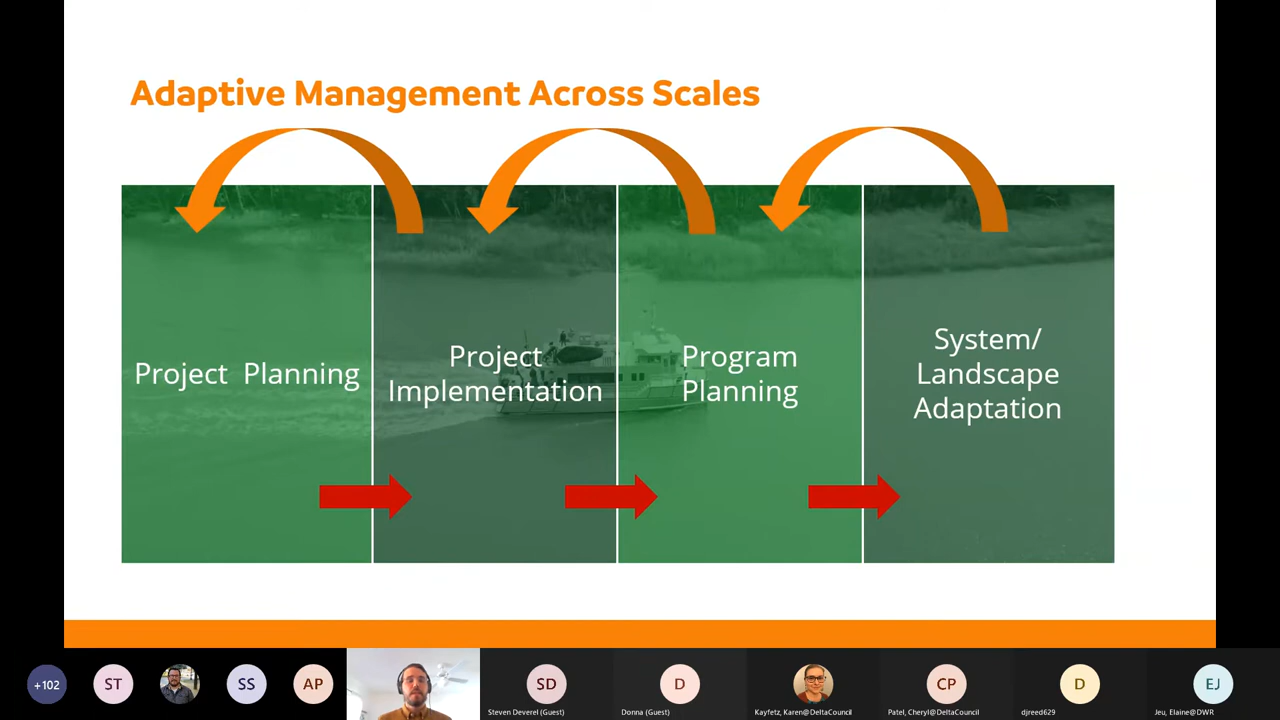 Adaptive Management Across Scales
Project Planning
Project
Implementation
Program
Planning
System/
Landscape
Adaptation
+102
ST
SS
AP
SD
D
CP
D
EJ
Steven Deverel (Guest)
Donna (Guest)
Kayfetz, Karen@DeltaCouncil
Patel, Cheryl@DeltaCouncil
djreed629
Jeu, Elaine@DWR